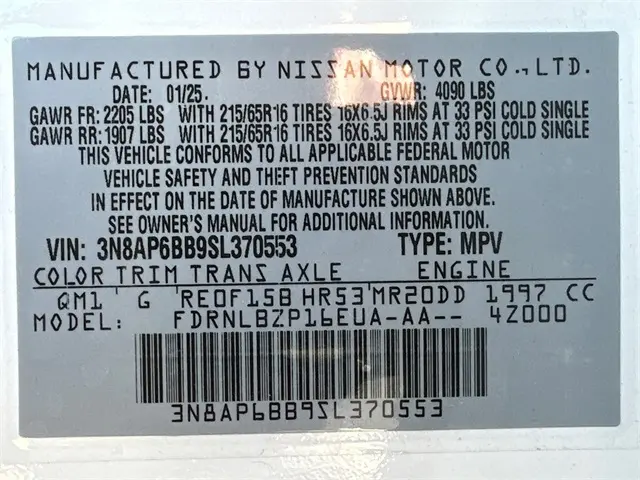 MANUFACTURED BY NISSAN MOTOR CO.,LTD.
DATE: 01/25. GVWR: 4090 LBS
GAWR FR: 2205 LBS WITH 215/65R16 TIRES 16X6.5J RIMS AT 33 PSI COLD SINGLE
GAWR RR: 1907 LBS WITH 215/65R16 TIRES 16X6.5J RIMS AT 33 PSI COLD SINGLE
THIS VEHICLE CONFORMS TO ALL APPLICABLE FEDERAL MOTOR
VEHICLE SAFETY AND THEFT PREVENTION STANDARDS
IN EFFECT ON THE DATE OF MANUFACTURE SHOWN ABOVE.
SEE OWNER'S MANUAL FOR ADDITIONAL INFORMATION.
VIN: 3N8AP6BB9SL370553 TYPE: MPV
COLOR TRIM TRANS AXLE ENGINE
QM1 G RE0F15B HR53 MR20DD 1997 CC
MODEL: FDRNLBZP16EUA-AA-- 4Z000
3N8AP6BB9SL370553